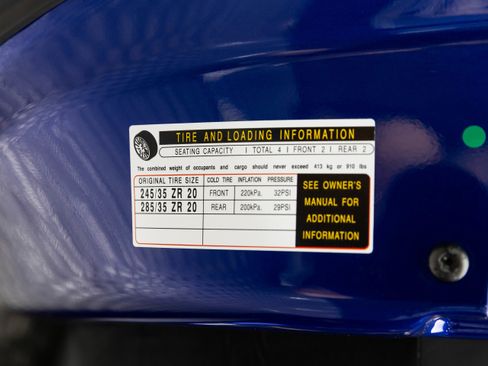 TIRE AND LOADING INFORMATION
SEATING CAPACITY | TOTAL 4 | FRONT 2 | REAR 2
The combined weight of occupants and cargo should never exceed 413 kg or 910 lbs
ORIGINAL TIRE SIZE COLD TIRE INFLATION PRESSURE
245/35 ZR 20 FRONT 220kPa. 32PSI
285/35 ZR 20 REAR 200kPa. 29PSI
SEE OWNER'S
MANUAL FOR
ADDITIONAL
INFORMATION